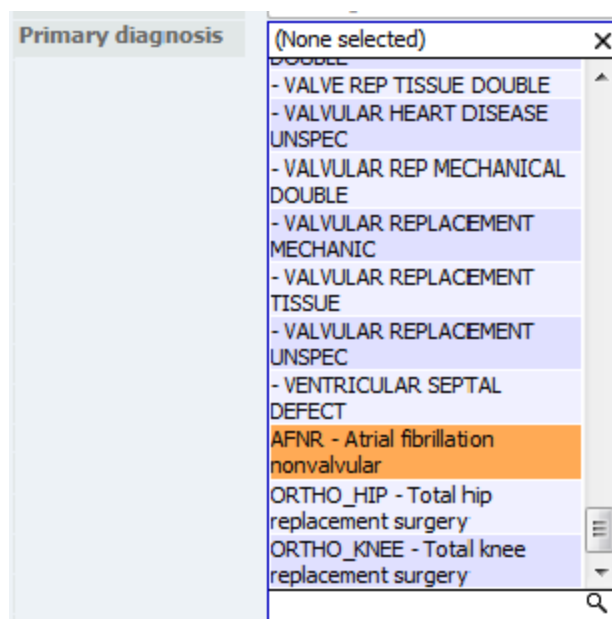 Primary diagnosis
(None selected)
DOUBLE
- VALVE REP TISSUE DOUBLE
- VALVULAR HEART DISEASE
UNSPEC
- VALVULAR REP MECHANICAL
DOUBLE
- VALVULAR REPLACEMENT
MECHANIC
- VALVULAR REPLACEMENT
TISSUE
- VALVULAR REPLACEMENT
UNSPEC
- VENTRICULAR SEPTAL
DEFECT
AFNR - Atrial fibrillation
nonvalvular
ORTHO_HIP - Total hip
replacement surgery
ORTHO_KNEE - Total knee
replacement surgery